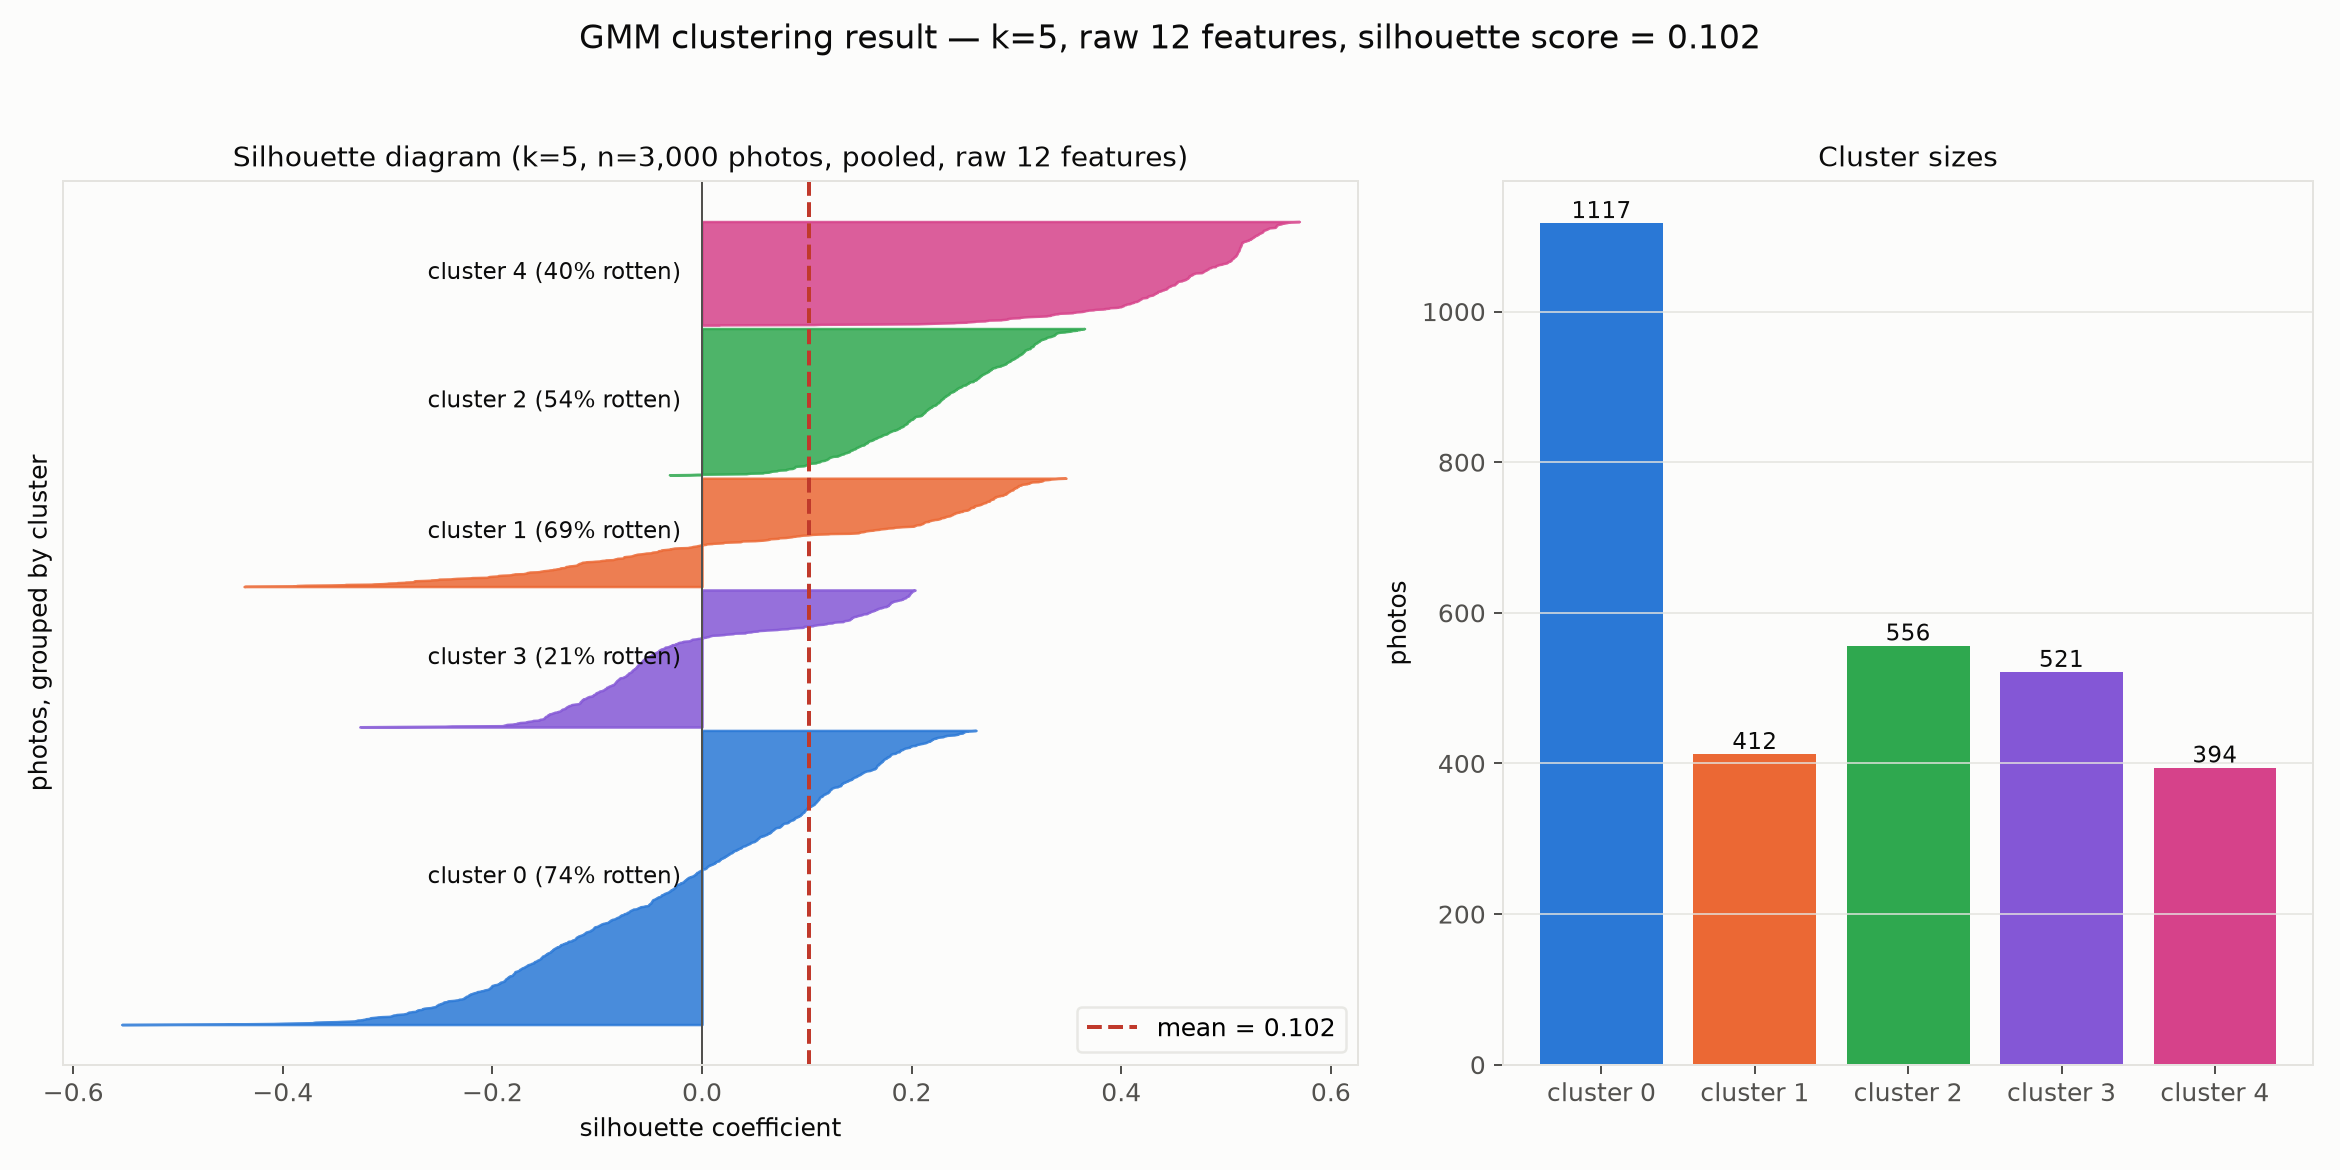 GMM clustering result — k=5, raw 12 features, silhouette score = 0.102
Silhouette diagram (k=5, n=3,000 photos, pooled, raw 12 features)
photos, grouped by cluster
cluster 4 (40% rotten)
cluster 2 (54% rotten)
cluster 1 (69% rotten)
cluster 3 (21% rotten)
cluster 0 (74% rotten)
mean = 0.102
−0.6 −0.4 −0.2 0.0 0.2 0.4 0.6
silhouette coefficient
Cluster sizes
photos
1000
800
600
400
200
0
1117
412
556
521
394
cluster 0 cluster 1 cluster 2 cluster 3 cluster 4